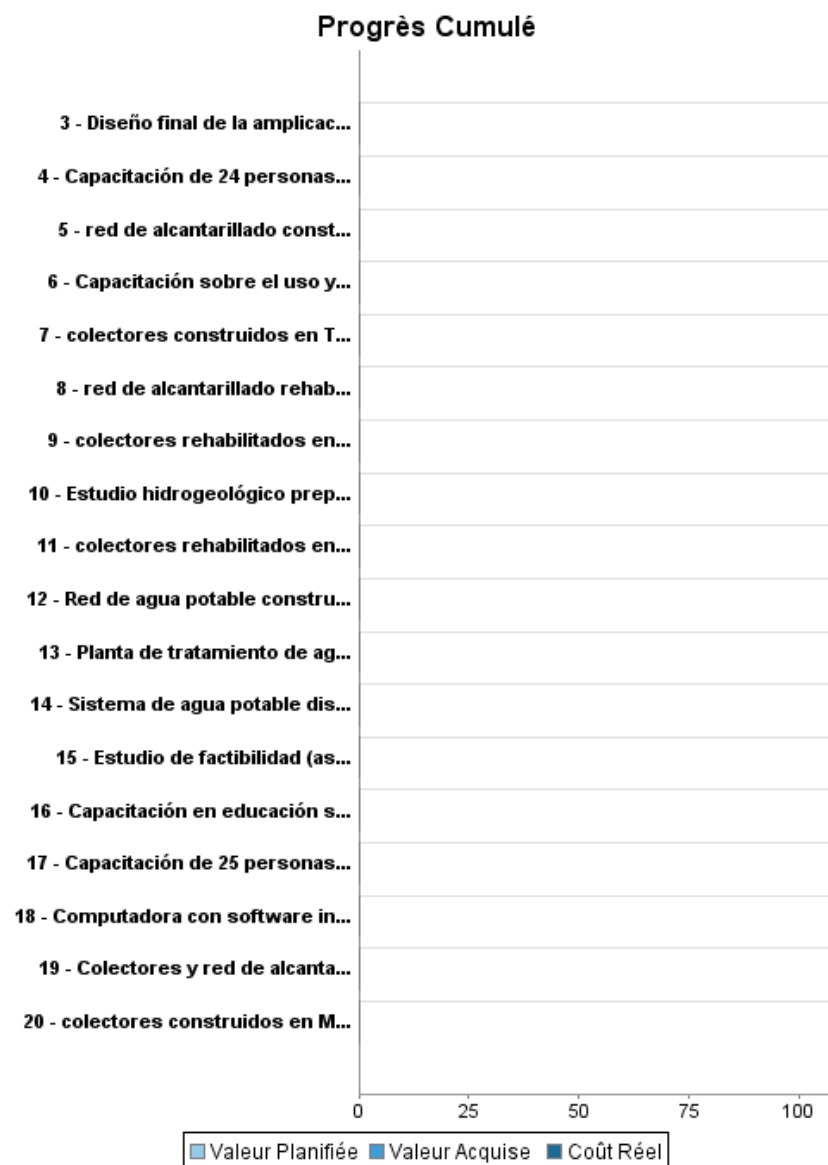 Progrès Cumulé
3 - Diseño final de la amplicac...
4 - Capacitación de 24 personas...
5 - red de alcantarillado const...
6 - Capacitación sobre el uso y...
7 - colectores construidos en T...
8 - red de alcantarillado rehab...
9 - colectores rehabilitados en...
10 - Estudio hidrogeológico prep...
11 - colectores rehabilitados en...
12 - Red de agua potable constru...
13 - Planta de tratamiento de ag...
14 - Sistema de agua potable dis...
15 - Estudio de factibilidad (as...
16 - Capacitación en educación s...
17 - Capacitación de 25 personas...
18 - Computadora con software in...
19 - Colectores y red de alcanta...
20 - colectores construidos en M...
0 25 50 75 100
Valeur Planifiée Valeur Acquise Coût Réel